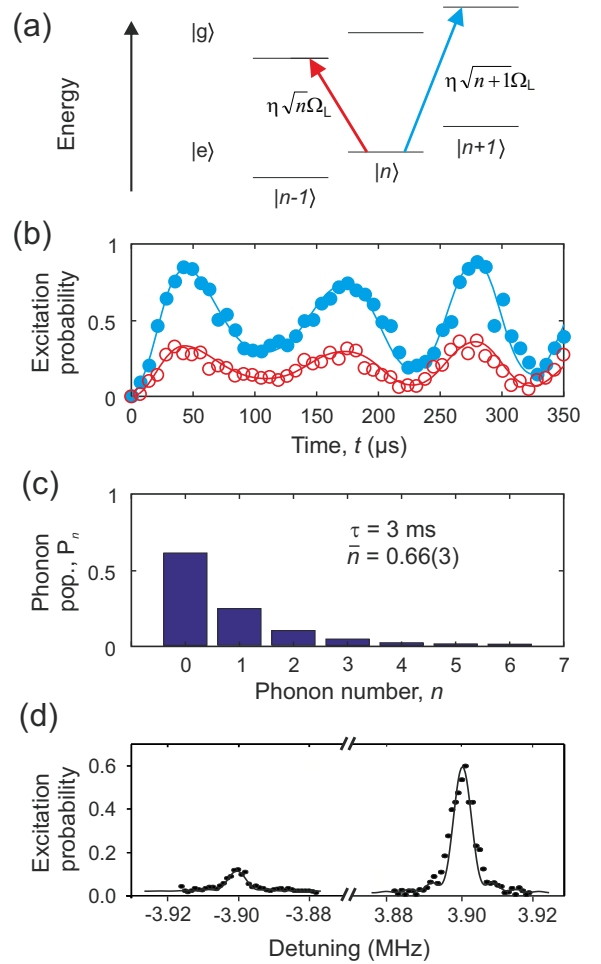 (a)
Energy
|g⟩
|e⟩
η√nΩ_L
η√n+1Ω_L
|n-1⟩
|n⟩
|n+1⟩
(b)
Excitation
probability
1
0.5
0
0 50 100 150 200 250 300 350
Time, t (μs)
(c)
Phonon
pop., P_n
1
0.5
0
τ = 3 ms
n̄ = 0.66(3)
0 1 2 3 4 5 6 7
Phonon number, n
(d)
Excitation
probability
0.6
0.4
0.2
0.0
-3.92 -3.90 -3.88 3.88 3.90 3.92
Detuning (MHz)